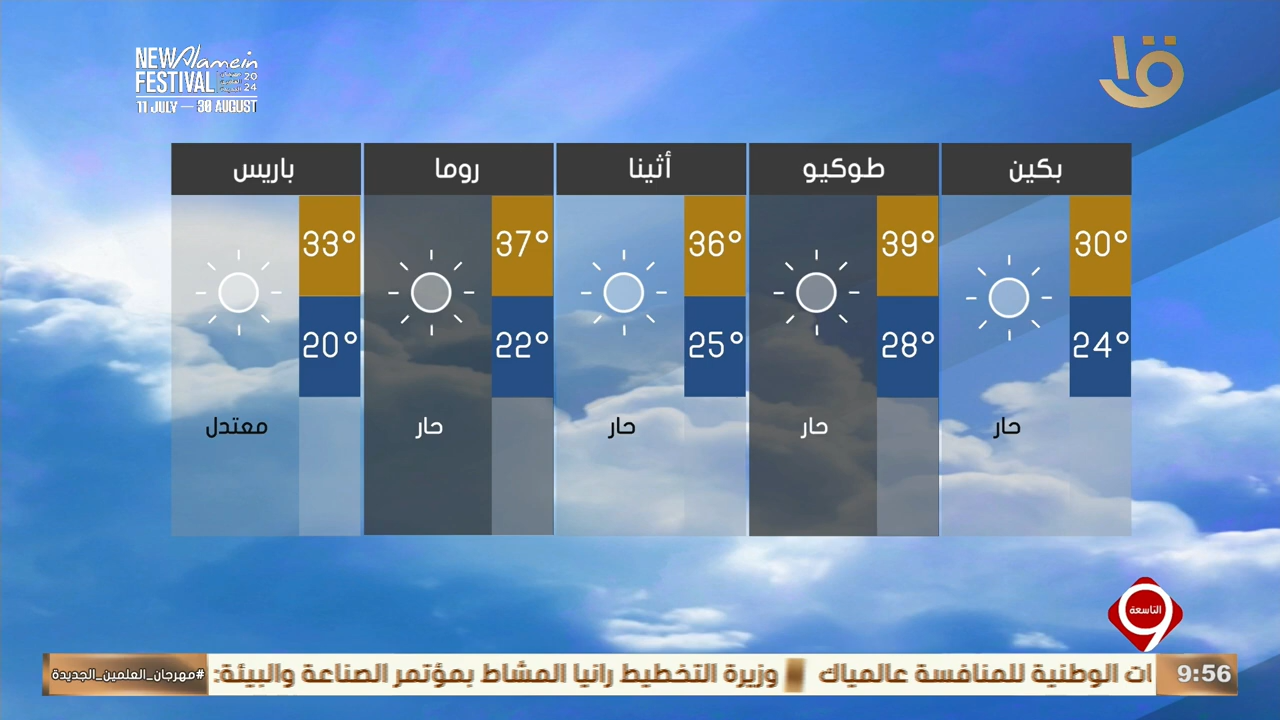 NEW Alamein
FESTIVAL 2024
11 JULY — 30 AUGUST
بكين
30°
24°
حار
طوكيو
39°
28°
حار
أثينا
36°
25°
حار
روما
37°
22°
حار
باريس
33°
20°
معتدل
التاسعة
9
9:56
ات الوطنية للمنافسة عالمياك
وزيرة التخطيط رانيا المشاط بمؤتمر الصناعة والبيئة:
#مهرجان_العلمين_الجديدة